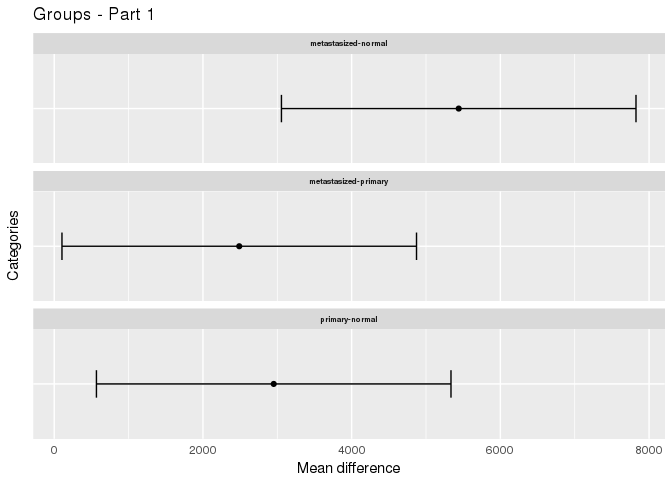 Groups - Part 1
metastasized-normal
metastasized-primary
Categories
primary-normal
0 2000 4000 6000 8000
Mean difference